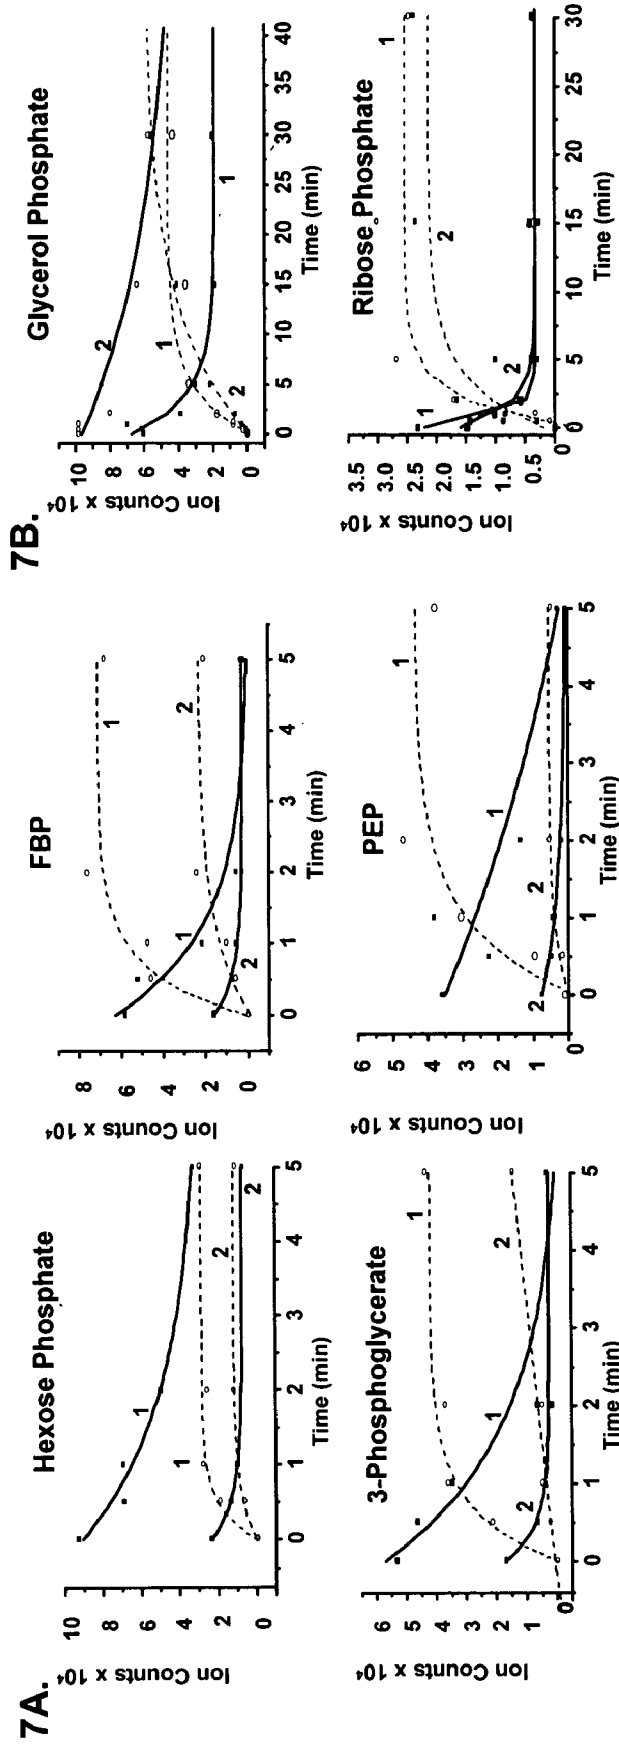 7A.
Hexose Phosphate
Ion Counts x 10⁴
10
8
6
4
2
0
1
1
2
2
0 1 2 3 4 5
Time (min)
FBP
Ion Counts x 10⁴
8
6
4
2
0
1
2
1
2
0 1 2 3 4 5
Time (min)
3-Phosphoglycerate
Ion Counts x 10⁴
6
5
4
3
2
1
0
1
1
2
2
0 1 2 3 4 5
Time (min)
PEP
Ion Counts x 10⁴
6
5
4
3
2
1
1
1
2
2
0 1 2 3 4 5
Time (min)
7B.
Glycerol Phosphate
Ion Counts x 10⁴
10
8
6
4
2
0
2
1
2
1
0 5 10 15 20 25 30 35 40
Time (min)
Ribose Phosphate
Ion Counts x 10⁴
3.5
3.0
2.5
2.0
1.5
1.0
0.5
1
2
1
2
0 5 10 15 20 25 30
Time (min)